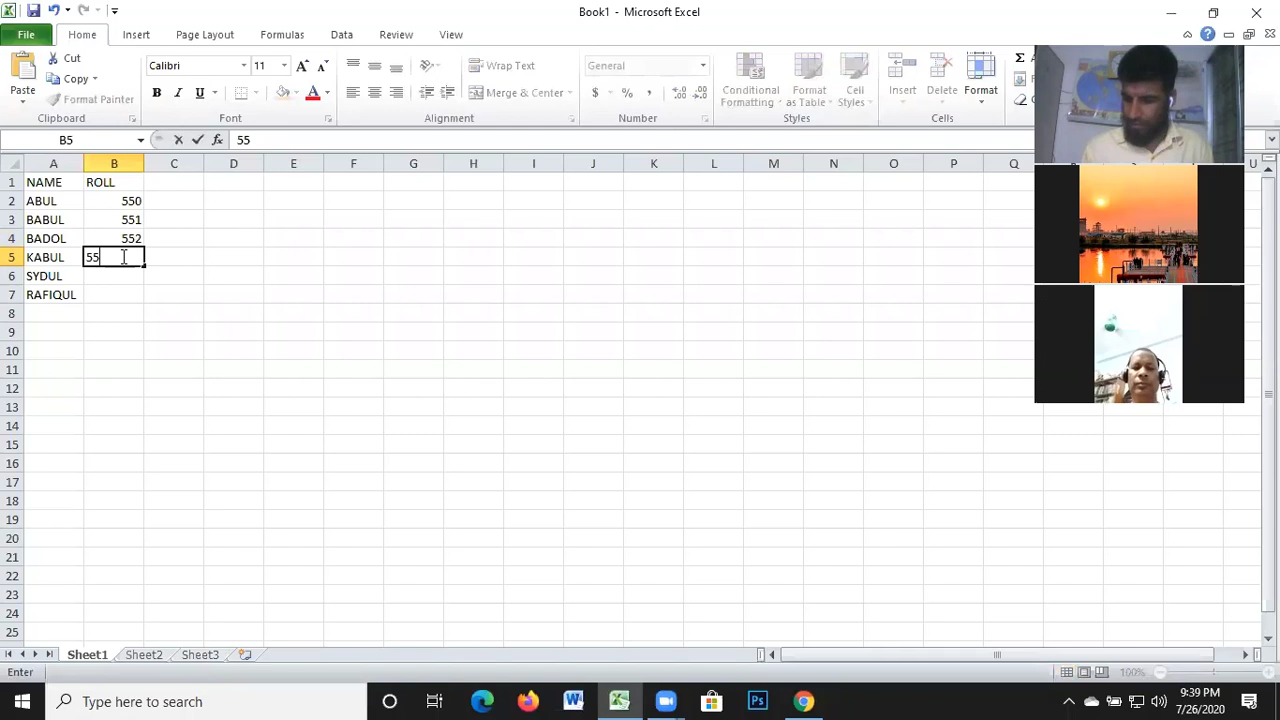 Book1 - Microsoft Excel
File Home Insert Page Layout Formulas Data Review View
Paste
Cut
Copy
Format Painter
Clipboard
Calibri 11
B I U
Font
Wrap Text
Merge & Center
Alignment
General
$ % ,
Number
Conditional Formatting
Format as Table
Cell Styles
Styles
Insert Delete Format
Cells
B5 55
A B C D E F G H I J K L M N O P Q U
1 NAME ROLL
2 ABUL 550
3 BABUL 551
4 BADOL 552
5 KABUL 55
6 SYDUL
7 RAFIQUL
8
9
10
11
12
13
14
15
16
17
18
19
20
21
22
23
24
25
Sheet1 Sheet2 Sheet3
Enter 100%
Type here to search
9:39 PM
7/26/2020